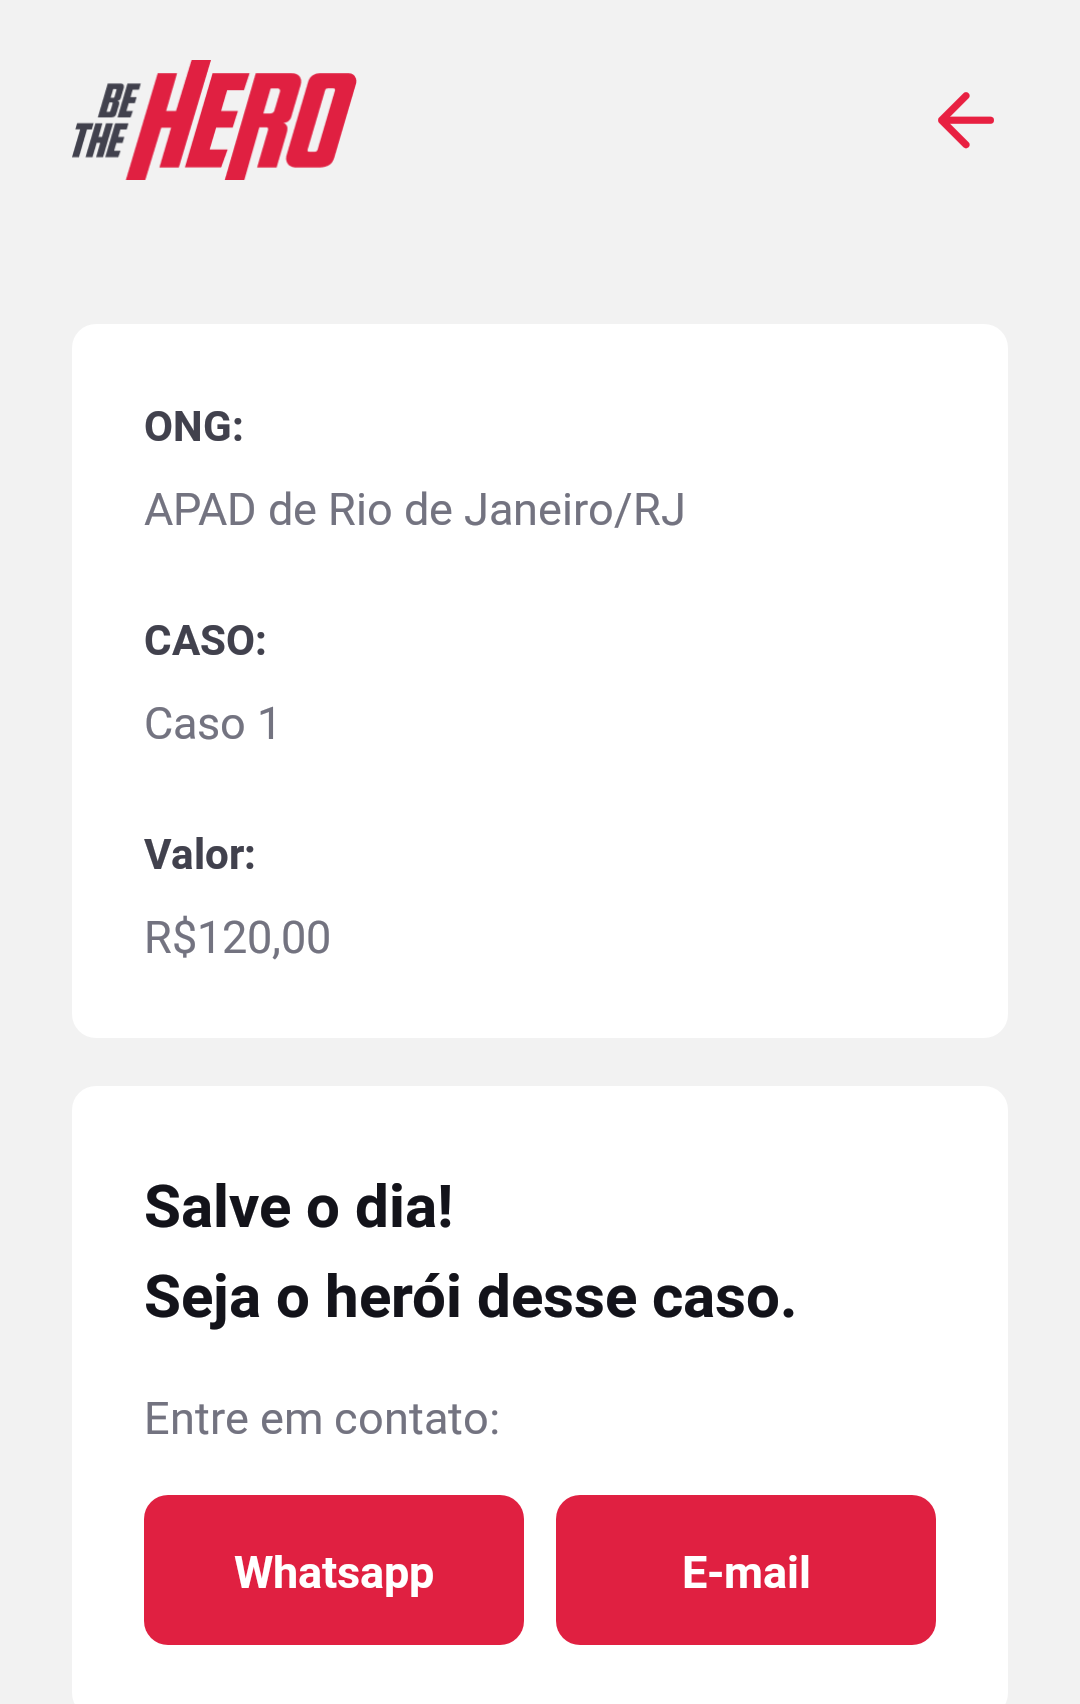 BE
THE HERO
ONG:
APAD de Rio de Janeiro/RJ
CASO:
Caso 1
Valor:
R$120,00
Salve o dia!
Seja o herói desse caso.
Entre em contato:
Whatsapp E-mail